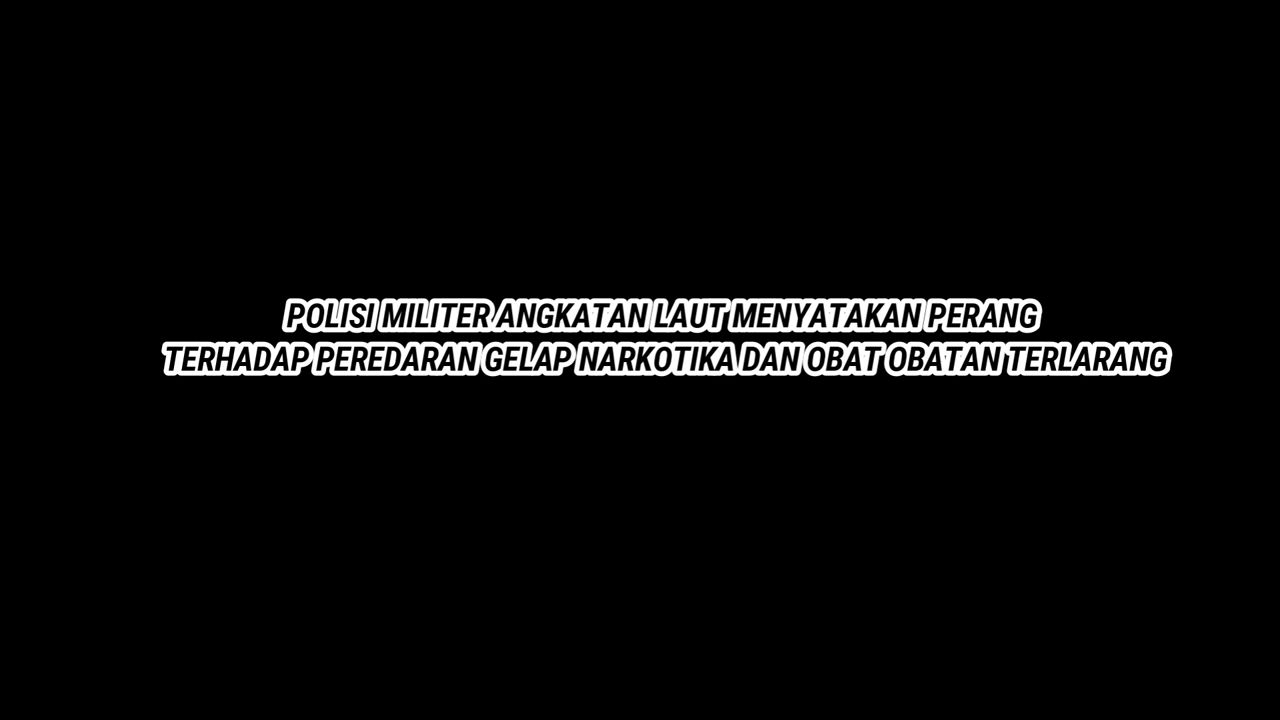 POLISI MILITER ANGKATAN LAUT MENYATAKAN PERANG
TERHADAP PEREDARAN GELAP NARKOTIKA DAN OBAT OBATAN TERLARANG